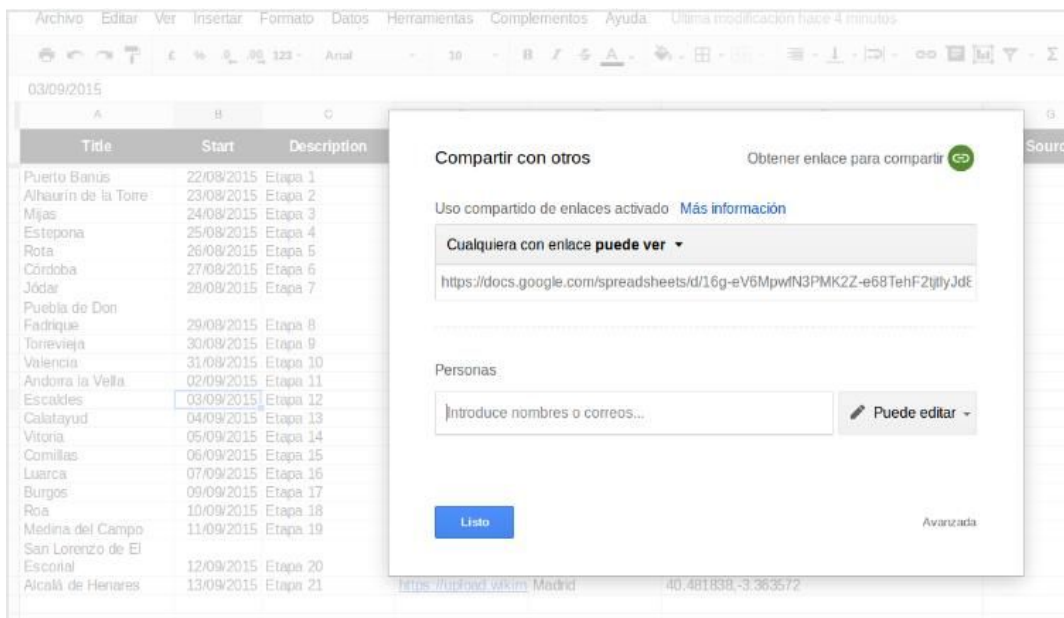 Archivo Editar Ver Insertar Formato Datos Herramientas Complementos Ayuda Última modificación hace 4 minutos
£ % .0 .00 123 Arial 10 B I S A
03/09/2015
A B C G
Title Start Description
Compartir con otros Obtener enlace para compartir
Puerto Banús 22/08/2015 Etapa 1
Alhaurín de la Torre 23/08/2015 Etapa 2
Mijas 24/08/2015 Etapa 3
Uso compartido de enlaces activado Más información
Estepona 25/08/2015 Etapa 4
Rota 26/08/2015 Etapa 5
Cualquiera con enlace puede ver
Córdoba 27/08/2015 Etapa 6
Jódar 28/08/2015 Etapa 7
Puebla de Don
Fadrique 29/08/2015 Etapa 8
Torrevieja 30/08/2015 Etapa 9
Valencia 31/08/2015 Etapa 10
Personas
Andorra la Vella 02/09/2015 Etapa 11
Escaldes 03/09/2015 Etapa 12
Introduce nombres o correos... Puede editar
Calatayud 04/09/2015 Etapa 13
Vitoria 05/09/2015 Etapa 14
Comillas 06/09/2015 Etapa 15
Luarca 07/09/2015 Etapa 16
Burgos 09/09/2015 Etapa 17
Roa 10/09/2015 Etapa 18
Listo Avanzada
Medina del Campo 11/09/2015 Etapa 19
San Lorenzo de El
Escorial 12/09/2015 Etapa 20
Alcalá de Henares 13/09/2015 Etapa 21 https://upload.wikim Madrid 40.481838,-3.363572